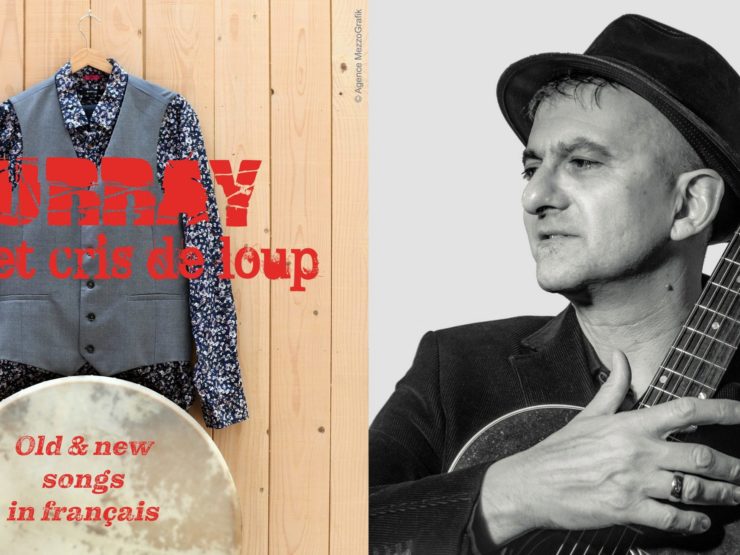 © Agence MezzoGrafik
URRAY
et cris de loup
Old & new
songs
in français